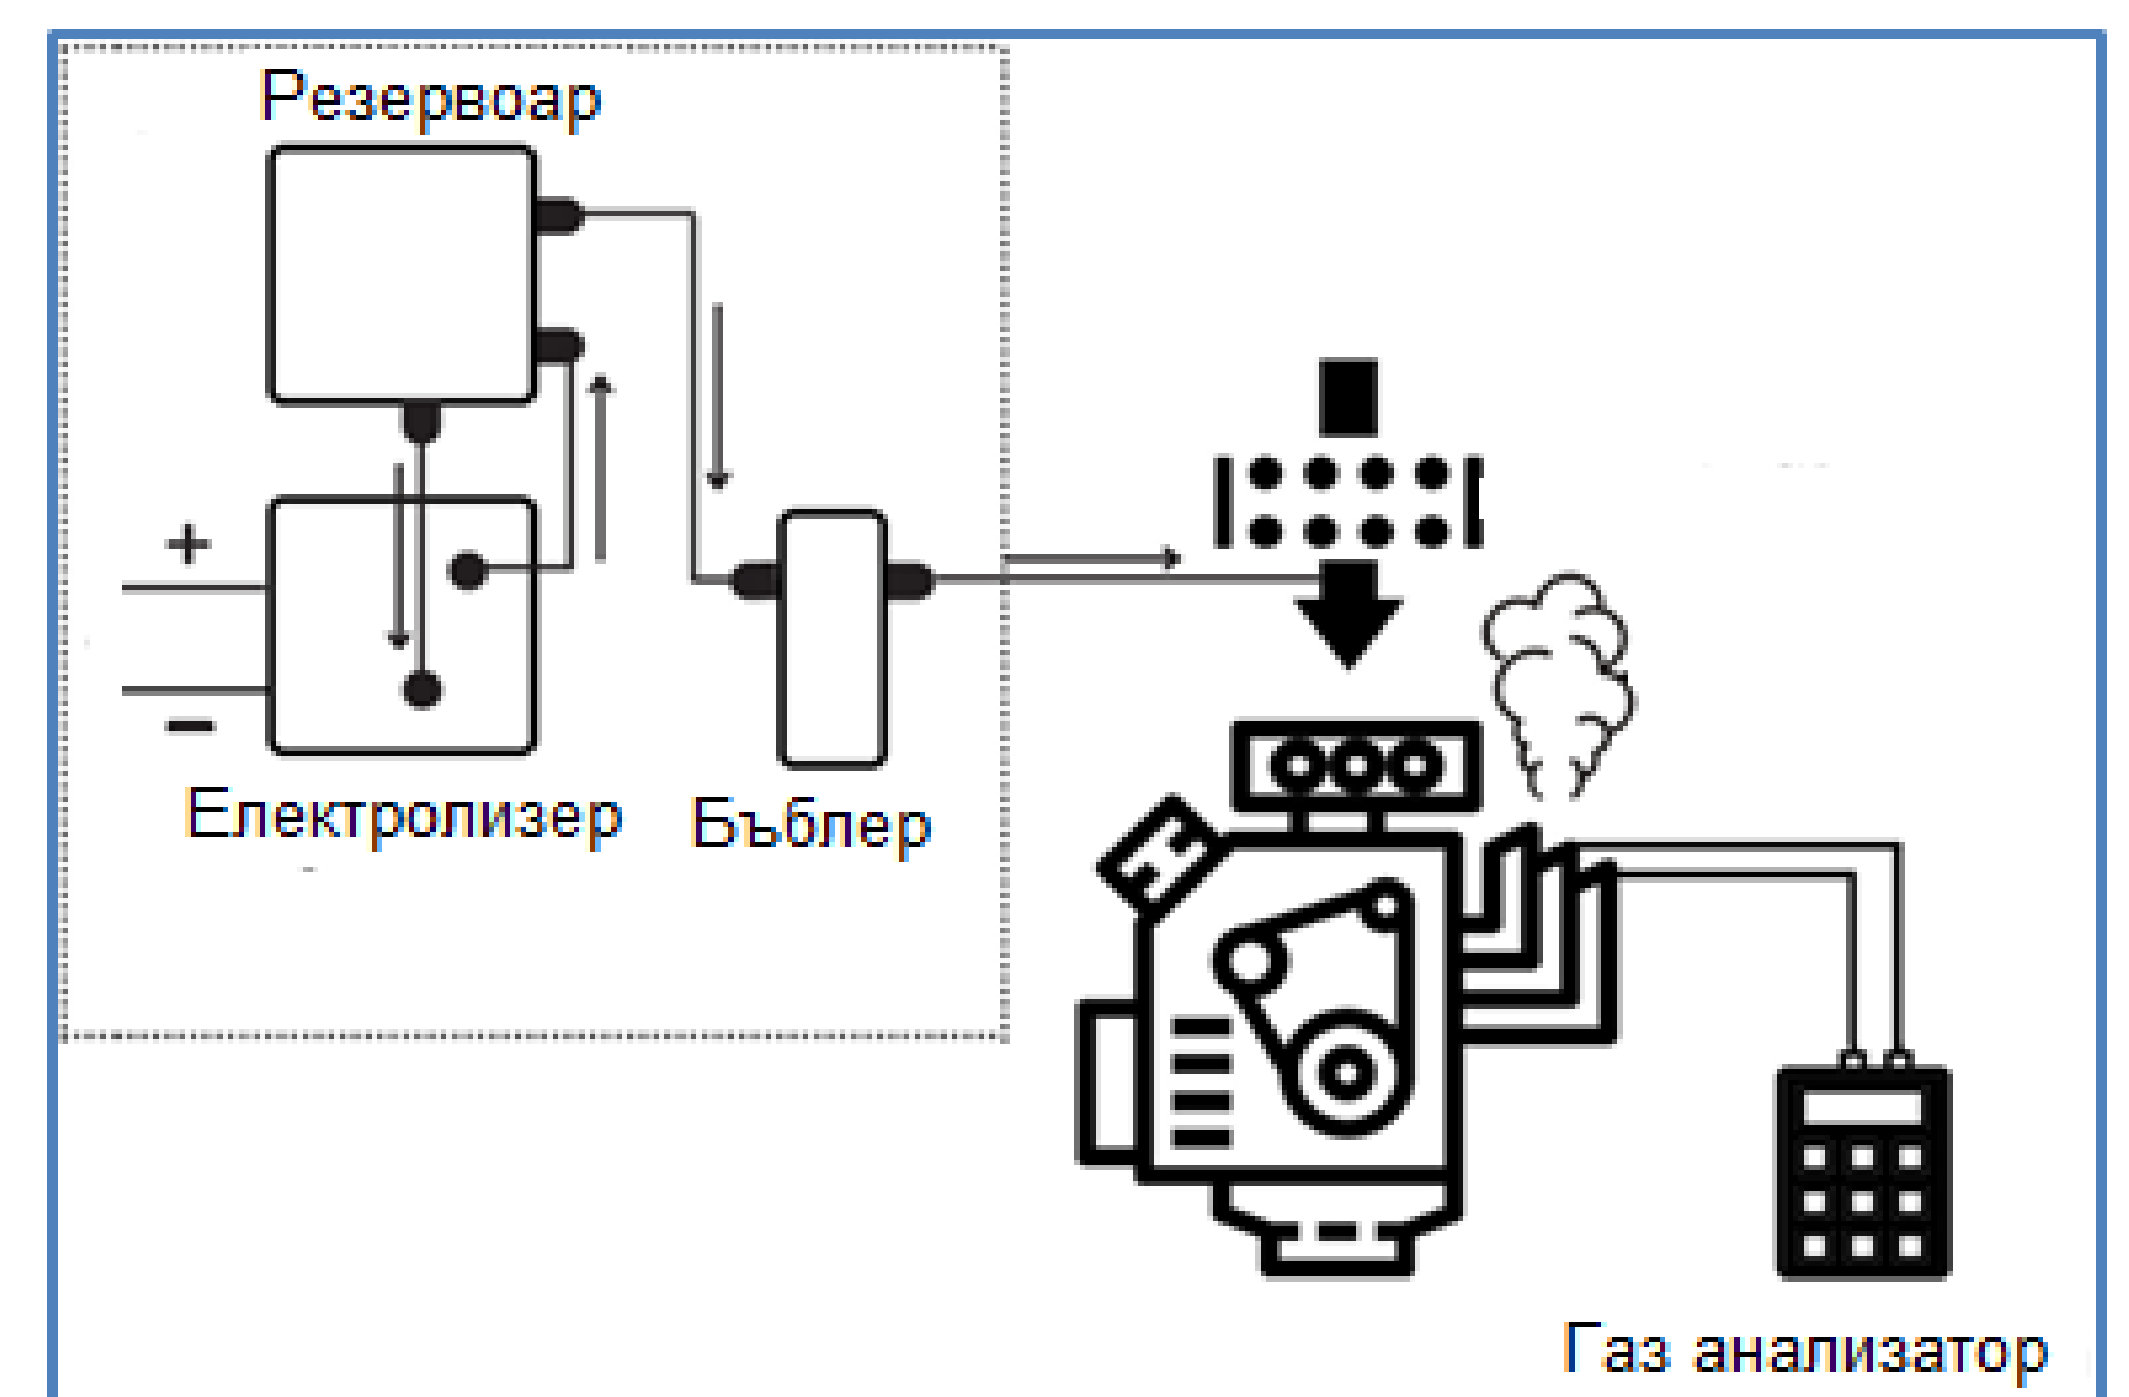 Резервоар
+
−
Електролизер
Бъблер
Газ анализатор